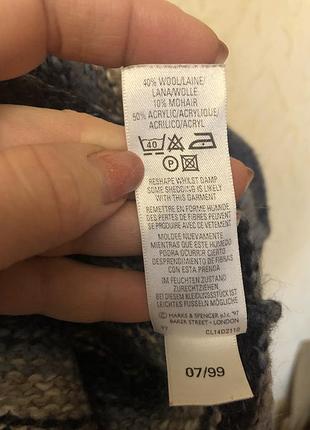 40% WOOL/LAINE/
LANA/WOLLE
10% MOHAIR
50% ACRYLIC/ACRYLIQUE/
ACRILICO/ACRYL
40
P
RESHAPE WHILST DAMP
SOME SHEDDING IS LIKELY
WITH THIS GARMENT
REMETTRE EN FORME HUMIDE
DES PERTES DE FIBRES PEUVENT
SE PRODUIRE AVEC CE VETEMENT
MOLDEE NUEVAMENTE
MIENTRAS QUE ESTE HUMEDO
PODRA OCURRIR CIERTO
DESPRENDIMIENTO DE FIBRAS
CON ESTA PRENDA
IM FEUCHTEN ZUSTAND
ZURECHTZIEHEN
BEI DIESEM KLEIDUNGSSTÜCK IST
LEICHTES FUSSELN MÖGLICHE
© MARKS & SPENCER p.l.c. '97
BAKER STREET • LONDON
CL14D2110
07/99